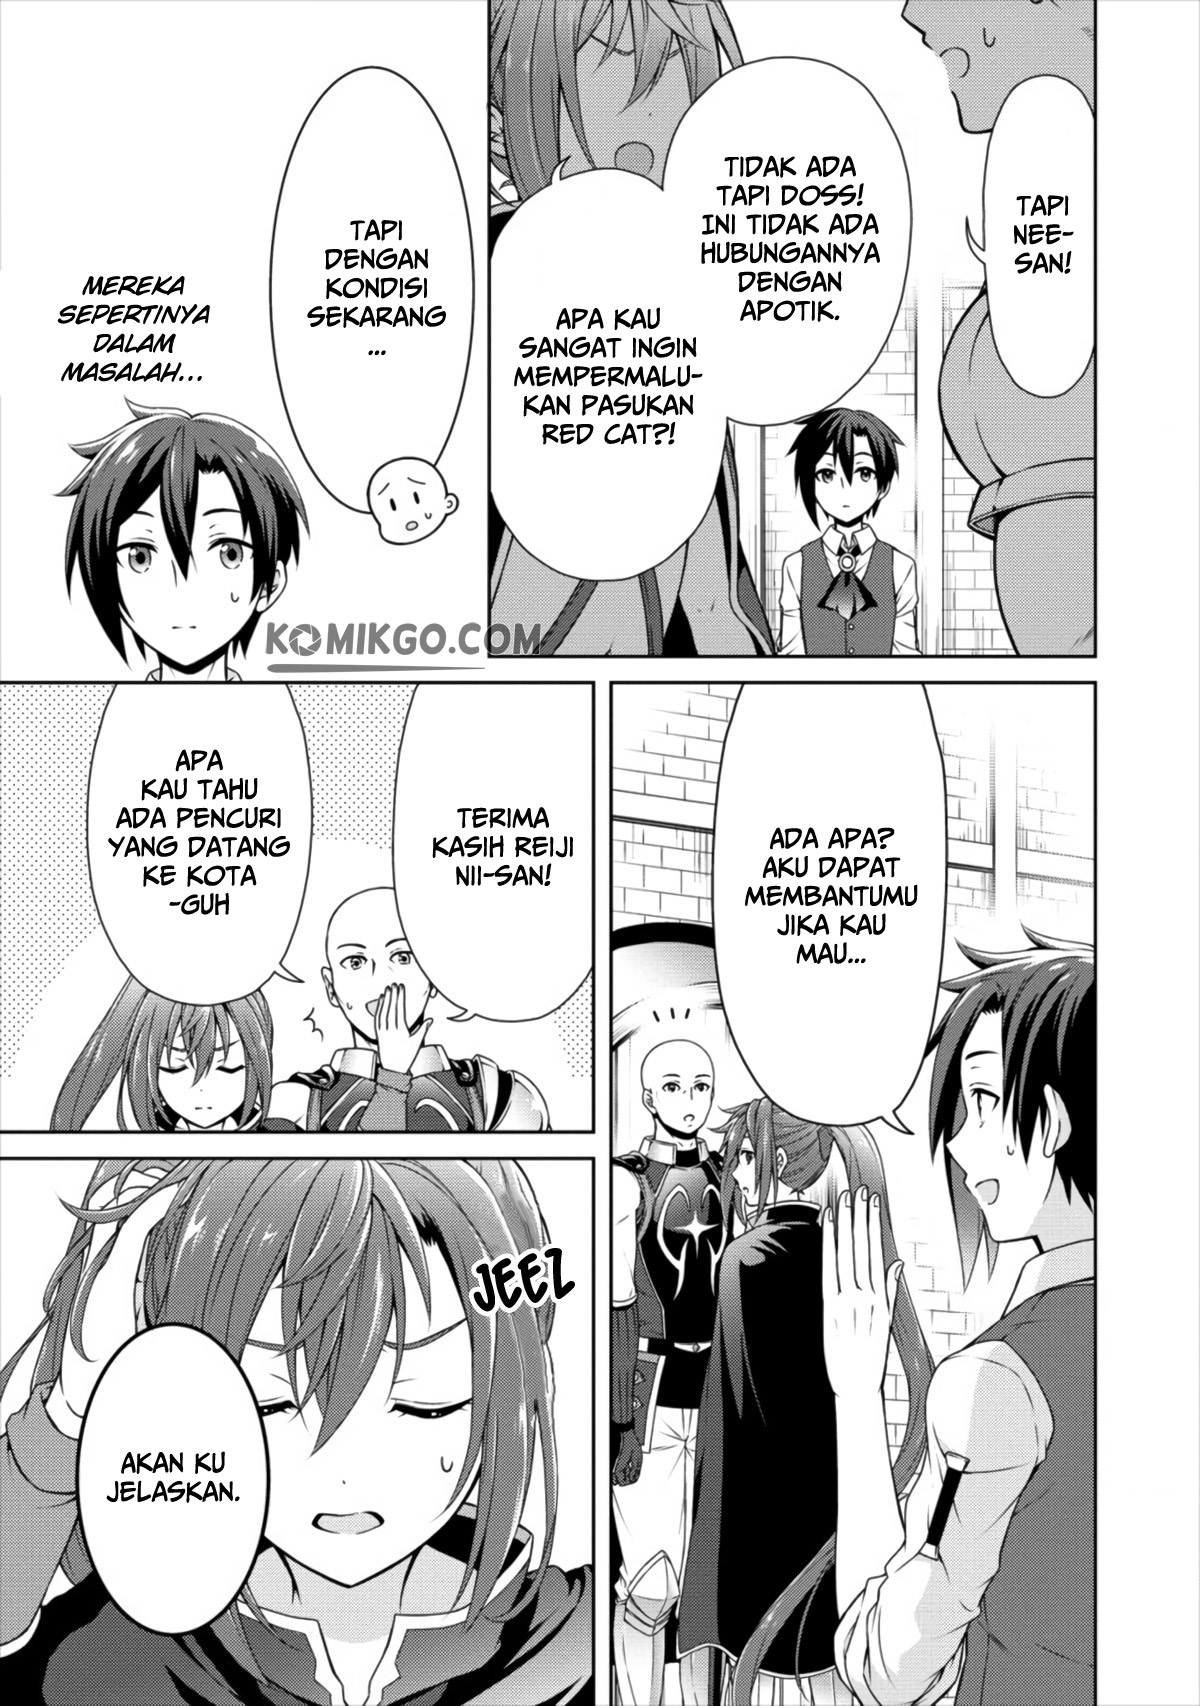 TAPI
NEE-
SAN!
TIDAK ADA
TAPI DOSS!
INI TIDAK ADA
HUBUNGANNYA
DENGAN
APOTIK.
APA KAU
SANGAT INGIN
MEMPERMALU-
KAN PASUKAN
RED CAT?!
TAPI
DENGAN
KONDISI
SEKARANG
...
MEREKA
SEPERTINYA
DALAM
MASALAH...
KOMIKGO.COM
ADA APA?
AKU DAPAT
MEMBANTUMU
JIKA KAU
MAU...
TERIMA
KASIH REIJI
NII-SAN!
APA
KAU TAHU
ADA PENCURI
YANG DATANG
KE KOTA
-GUH
JEEZ
AKAN KU
JELASKAN.